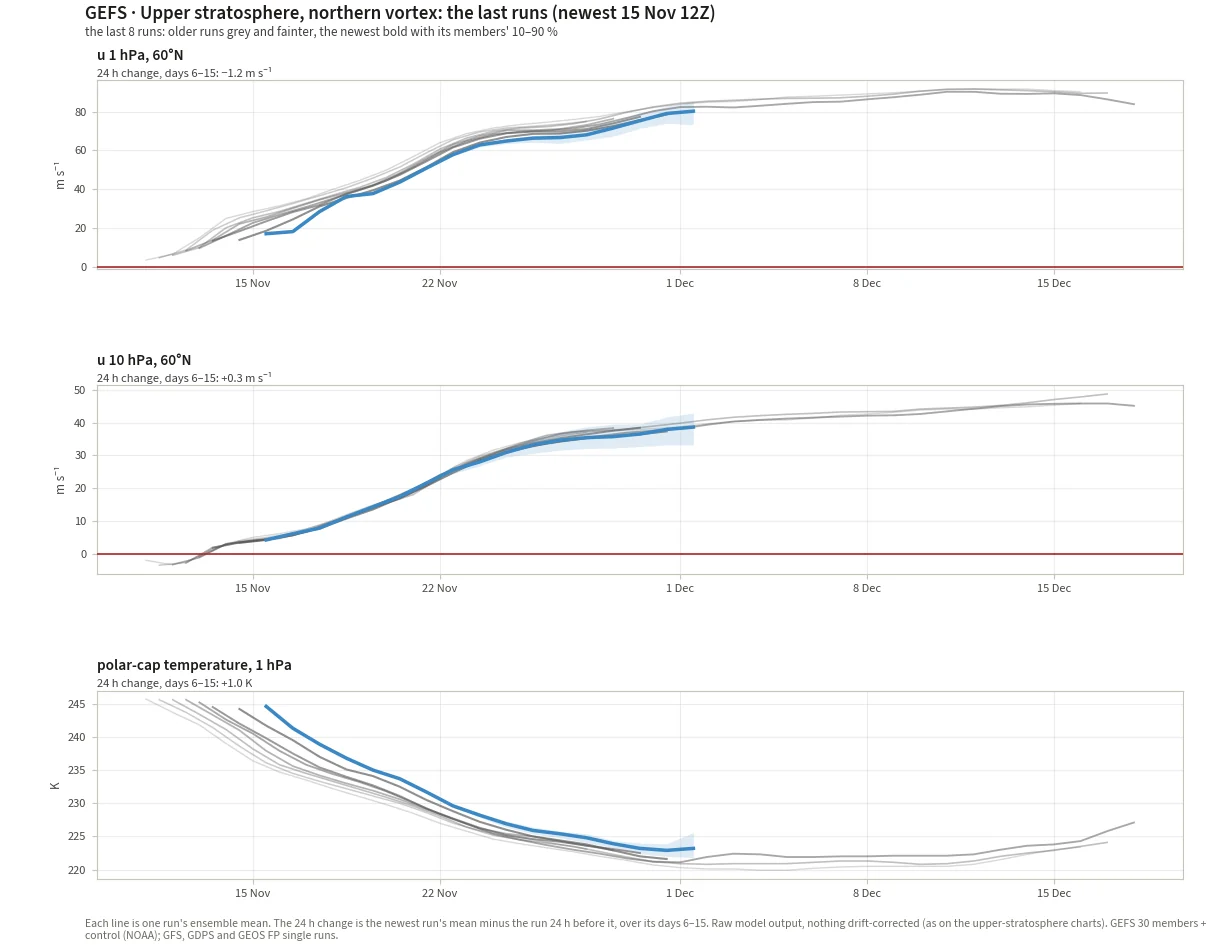 GEFS · Upper stratosphere, northern vortex: the last runs (newest 15 Nov 12Z)
the last 8 runs: older runs grey and fainter, the newest bold with its members' 10–90 %
u 1 hPa, 60°N
24 h change, days 6–15: −1.2 m s⁻¹
80
60
40
20
0
m s⁻¹
15 Nov
22 Nov
1 Dec
8 Dec
15 Dec
u 10 hPa, 60°N
24 h change, days 6–15: +0.3 m s⁻¹
50
40
30
20
10
0
m s⁻¹
15 Nov
22 Nov
1 Dec
8 Dec
15 Dec
polar-cap temperature, 1 hPa
24 h change, days 6–15: +1.0 K
245
240
235
230
225
220
K
15 Nov
22 Nov
1 Dec
8 Dec
15 Dec
Each line is one run's ensemble mean. The 24 h change is the newest run's mean minus the run 24 h before it, over its days 6–15. Raw model output, nothing drift-corrected (as on the upper-stratosphere charts). GEFS 30 members +
control (NOAA); GFS, GDPS and GEOS FP single runs.